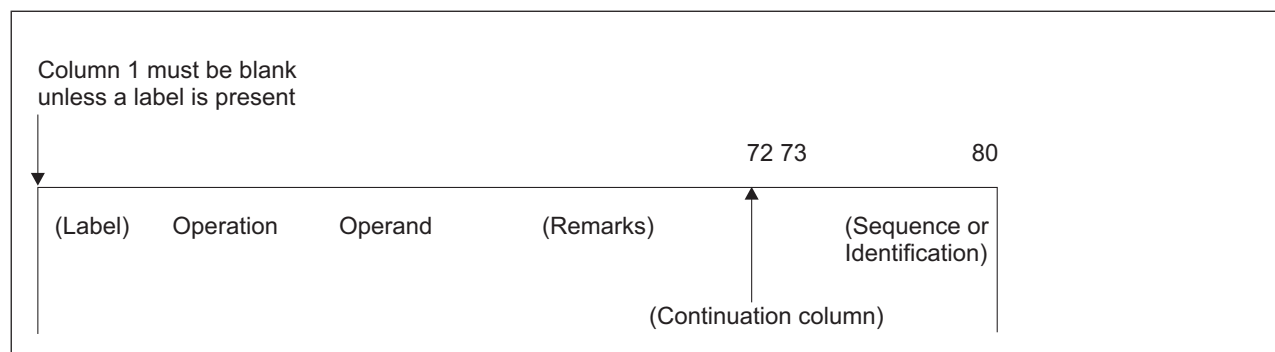 Column 1 must be blank
unless a label is present
72 73 80
(Label) Operation Operand (Remarks) (Sequence or
Identification)
(Continuation column)